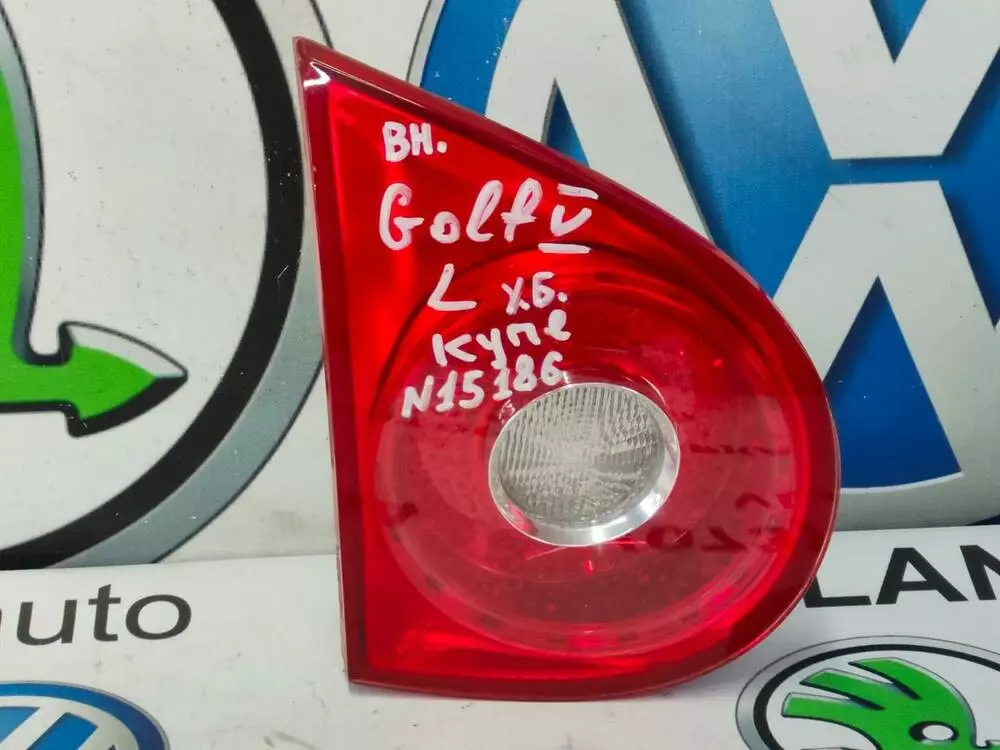 ВН.
Golf V
L х.б.
купе
N15186
auto
LAN